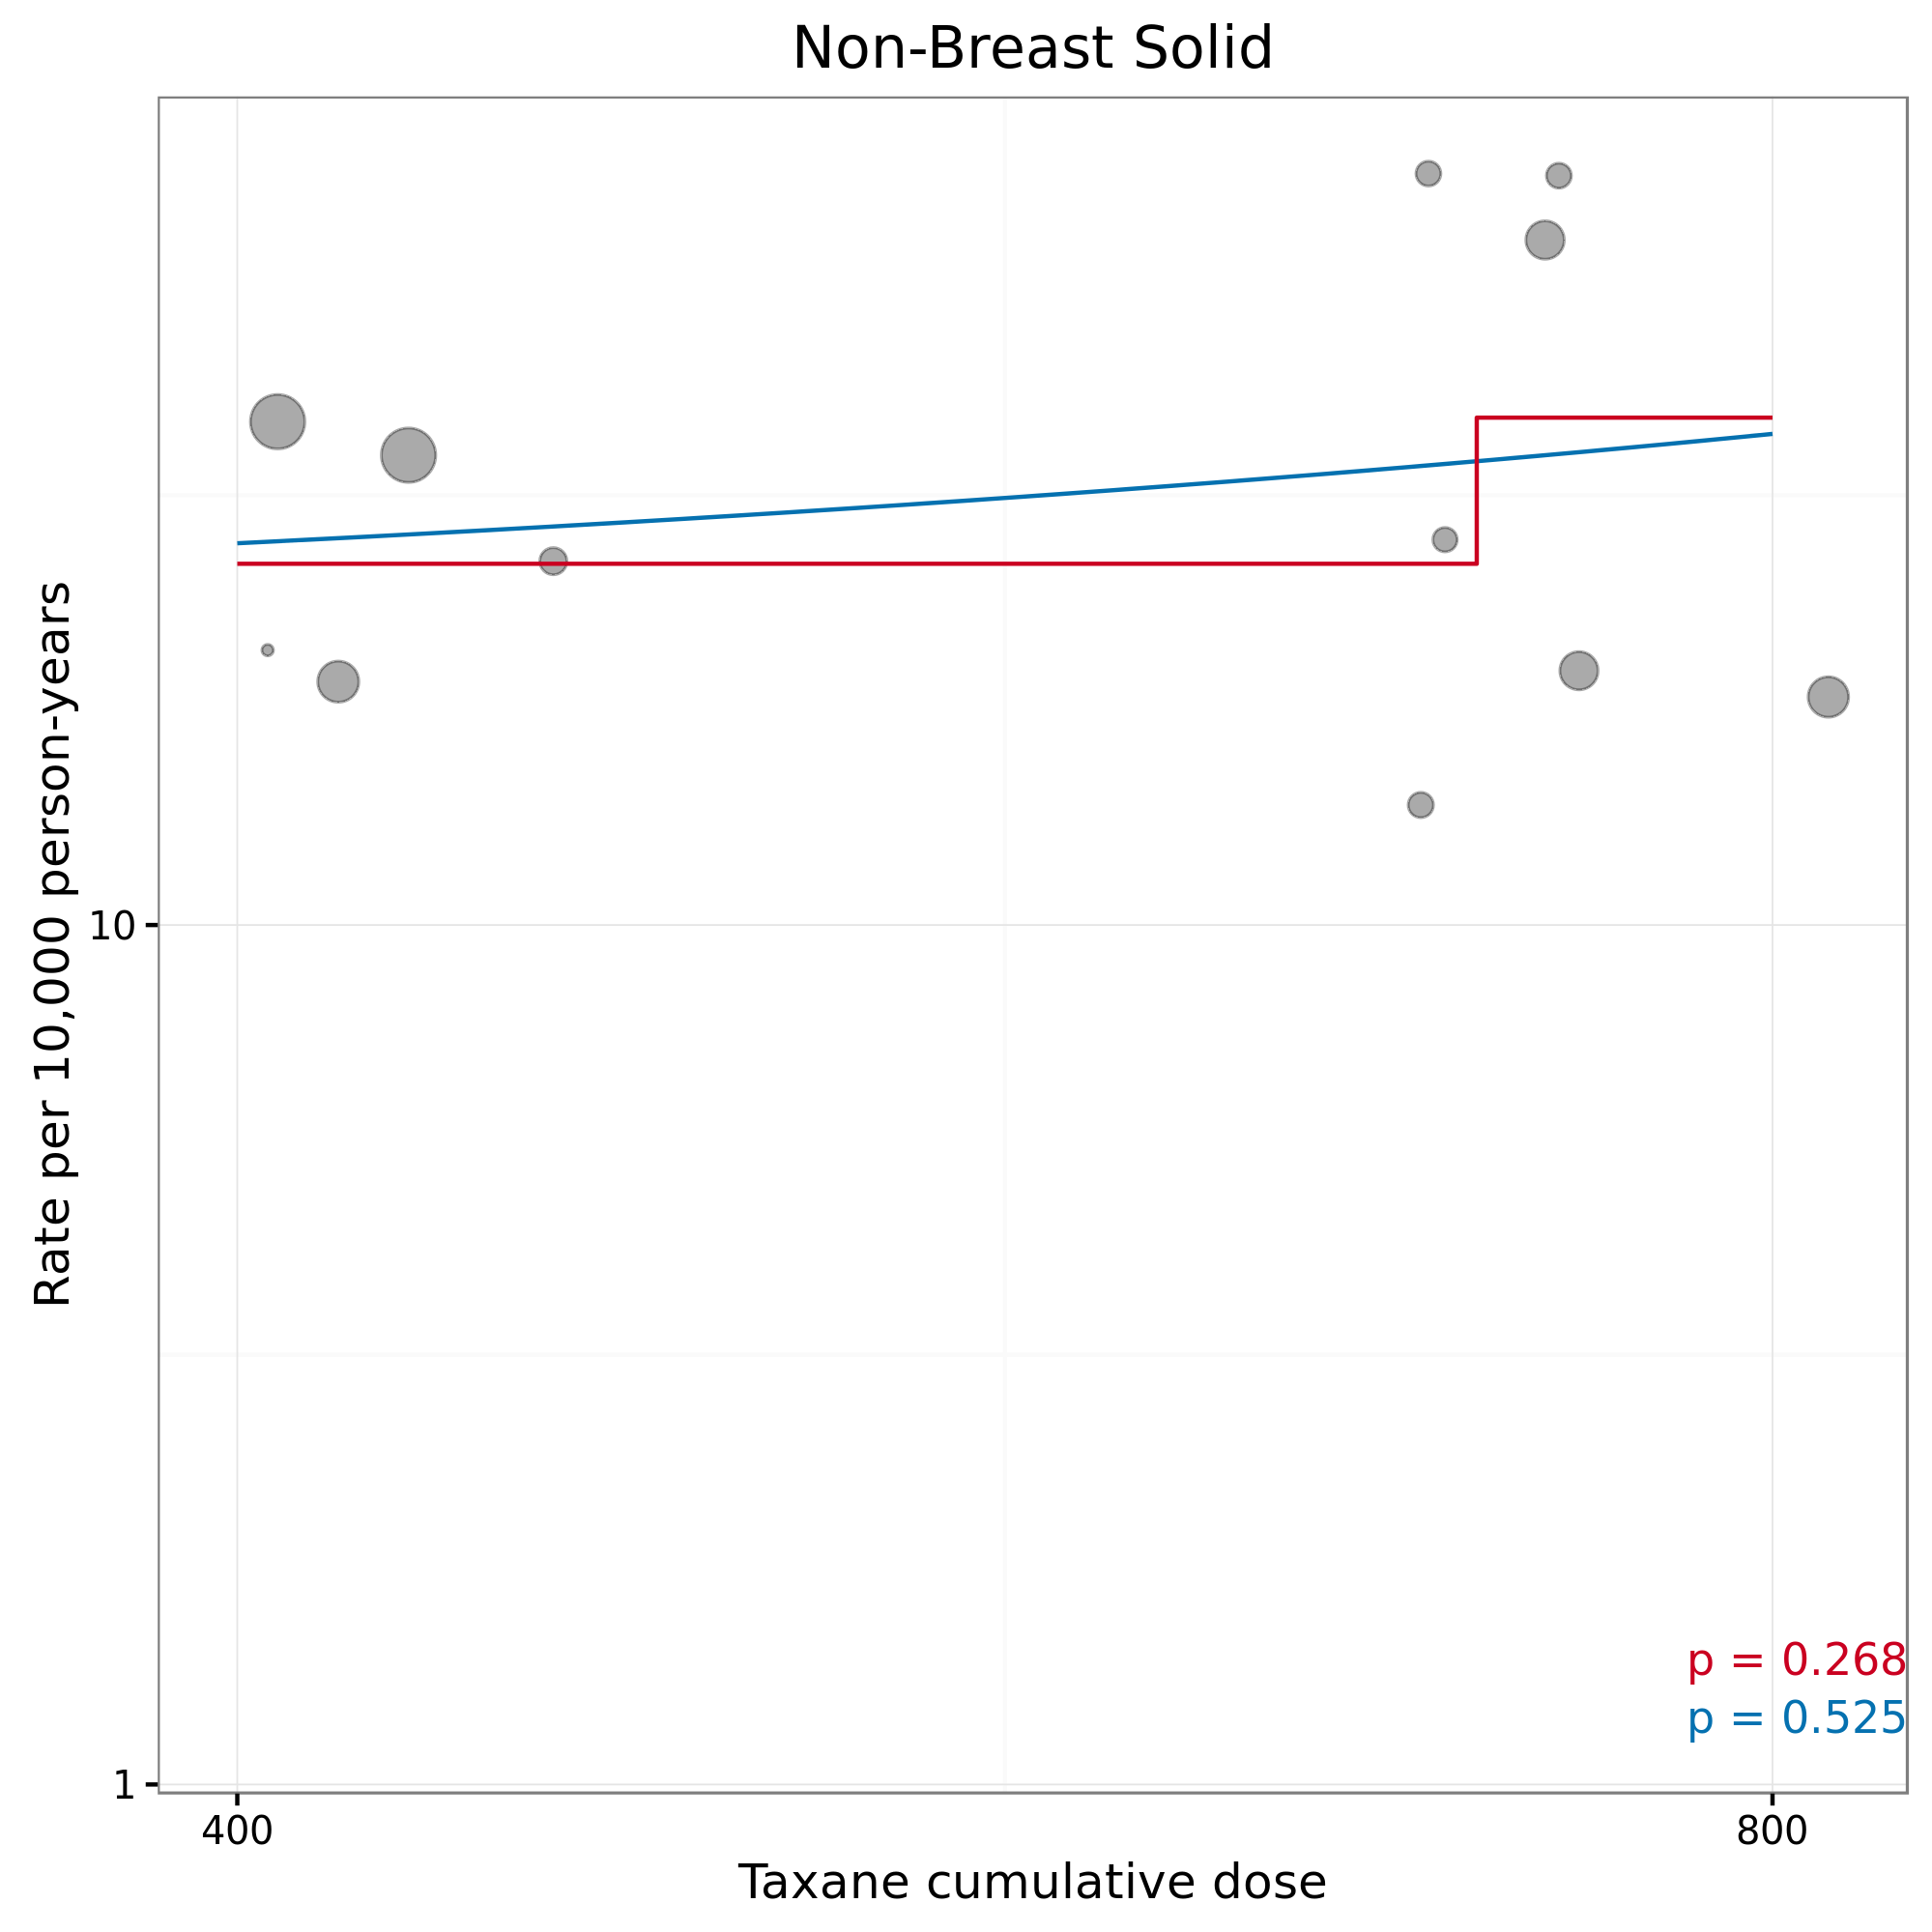 Non-Breast Solid
Rate per 10,000 person-years
10
1
p = 0.268
p = 0.525
400
800
Taxane cumulative dose